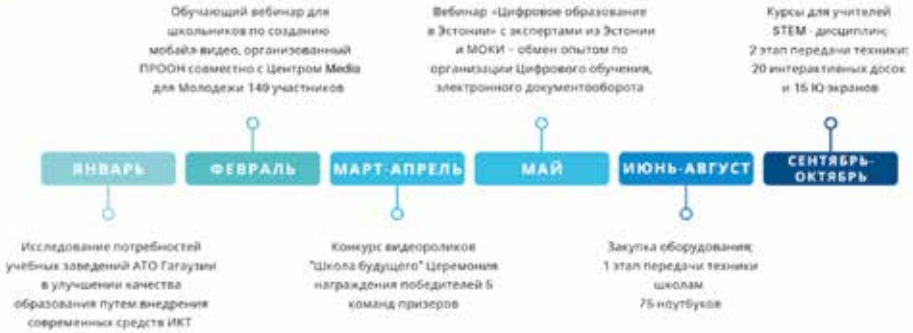 Обучающий вебинар для
школьников по созданию
мобайл-видео, организованный
ПРООН совместно с Центром Media
для Молодежи 149 участников
Вебинар «Цифровое образование
в Эстонии» с экспертами из Эстонии
и МОКИ – обмен опытом по
организации Цифрового обучения,
электронного документооборота
Курсы для учителей
STEM - дисциплин;
2 этап передачи техники:
20 интерактивных досок
и 15 IQ-экранов
ЯНВАРЬ
ФЕВРАЛЬ
МАРТ-АПРЕЛЬ
МАЙ
ИЮНЬ-АВГУСТ
СЕНТЯБРЬ-
ОКТЯБРЬ
Исследование потребностей
учебных заведений АТО Гагаузии
в улучшении качества
образования путем внедрения
современных средств ИКТ
Конкурс видеороликов
"Школа будущего" Церемония
награждения победителей 5
команд призеров
Закупка оборудования;
1 этап передачи техники
школам
75 ноутбуков